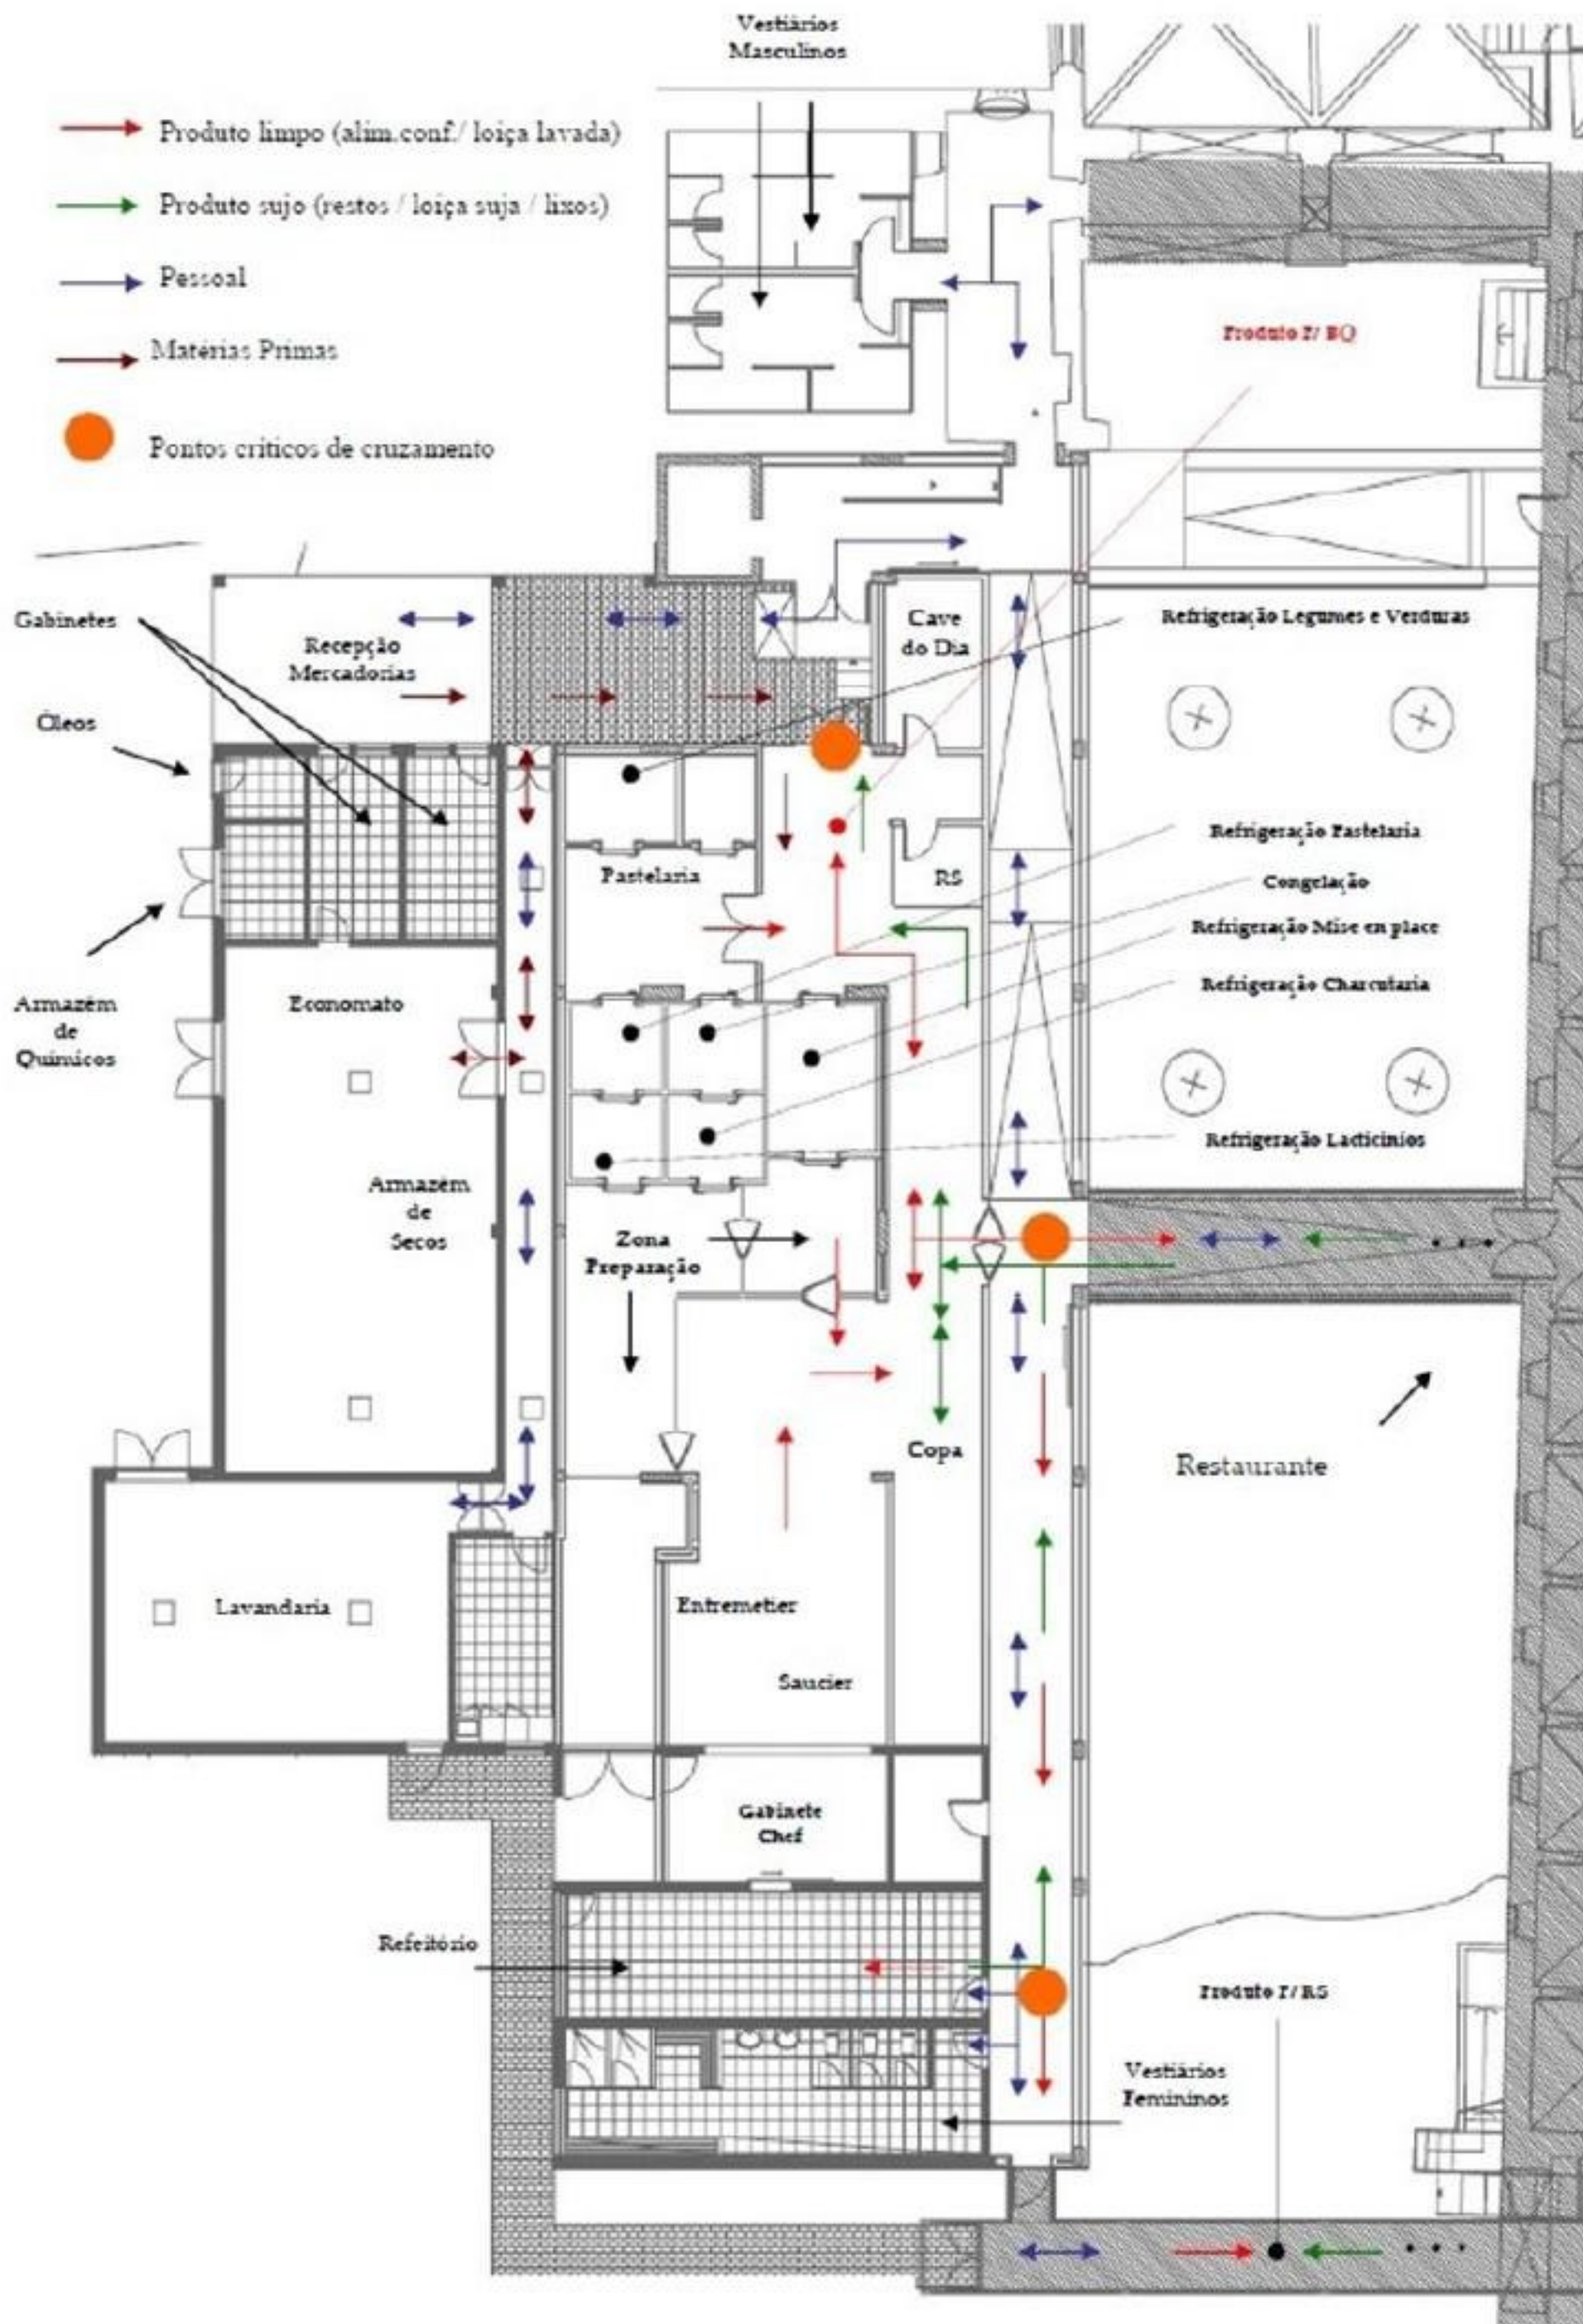 Vestiários
Masculinos
Produto limpo (alim.conf./ loiça lavada)
Produto sujo (restos / loiça suja / lixos)
Pessoal
Matérias Primas
Pontos críticos de cruzamento
Produto P/ BQ
Gabinetes
Recepção
Mercadorias
Cave
do Dia
Refrigeração Legumes e Verduras
Óleos
Pastelaria
RS
Refrigeração Pastelaria
Congelação
Refrigeração Mise en place
Refrigeração Charcutaria
Armazém
de
Químicos
Economato
Refrigeração Lacticínios
Armazém
de
Secos
Zona
Preparação
Copa
Restaurante
Lavandaria
Entremetier
Saucier
Gabinete
Chef
Refeitório
Produto P/ RS
Vestiários
Femininos